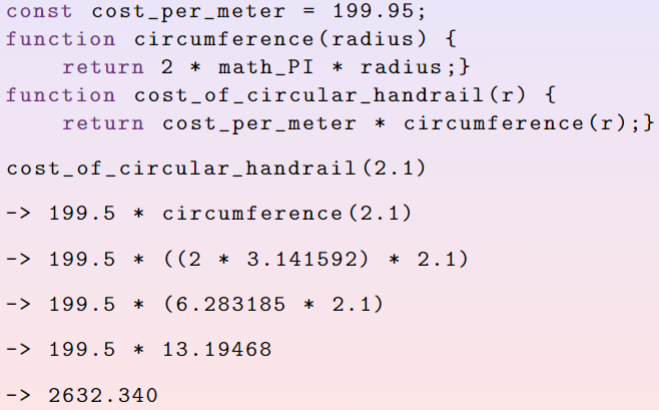 const cost_per_meter = 199.95;
function circumference(radius) {
    return 2 * math_PI * radius;}
function cost_of_circular_handrail(r) {
    return cost_per_meter * circumference(r);}
cost_of_circular_handrail(2.1)
-> 199.5 * circumference(2.1)
-> 199.5 * ((2 * 3.141592) * 2.1)
-> 199.5 * (6.283185 * 2.1)
-> 199.5 * 13.19468
-> 2632.340